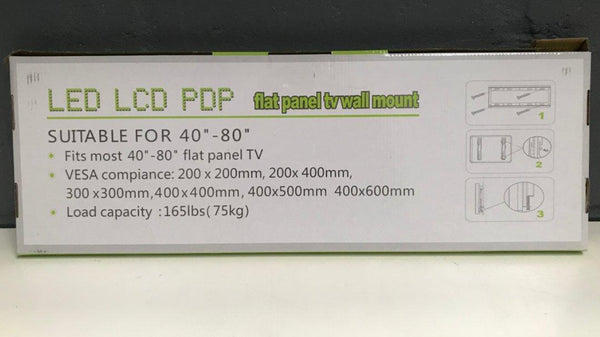 LED LCD PDP flat panel tv wall mount
SUITABLE FOR 40"-80"
• Fits most 40"-80" flat panel TV
• VESA compiance: 200 x 200mm, 200x 400mm,
300 x300mm,400 x 400mm, 400x500mm 400x600mm
• Load capacity :165lbs(75kg)
1
2
3